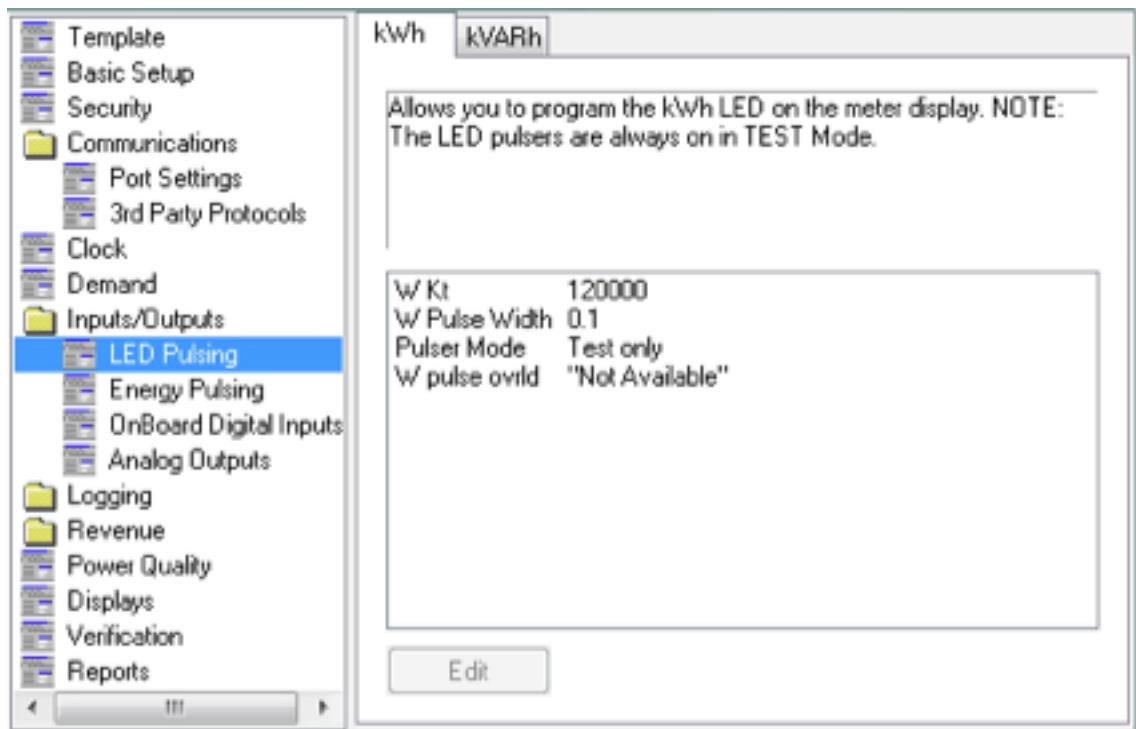 Template
Basic Setup
Security
Communications
Port Settings
3rd Party Protocols
Clock
Demand
Inputs/Outputs
LED Pulsing
Energy Pulsing
OnBoard Digital Inputs
Analog Outputs
Logging
Revenue
Power Quality
Displays
Verification
Reports
kWh kVARh
Allows you to program the kWh LED on the meter display. NOTE:
The LED pulsers are always on in TEST Mode.
W Kt 120000
W Pulse Width 0.1
Pulser Mode Test only
W pulse ovrld "Not Available"
Edit